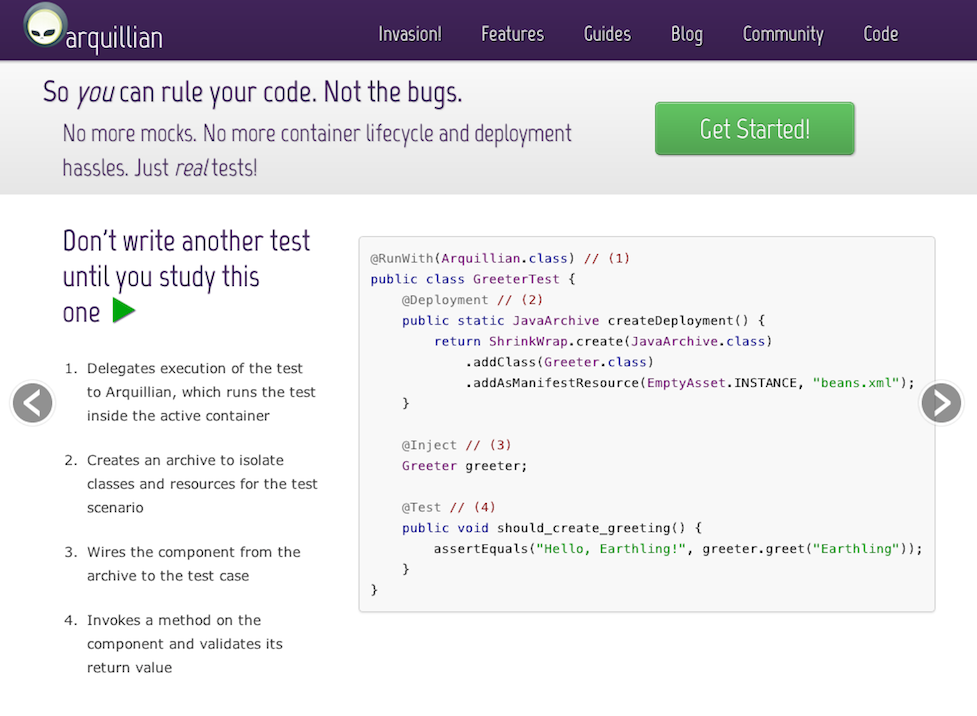 arquillian
Invasion! Features Guides Blog Community Code
So you can rule your code. Not the bugs.
No more mocks. No more container lifecycle and deployment
hassles. Just real tests!
Get Started!
Don't write another test
until you study this
one
1. Delegates execution of the test
to Arquillian, which runs the test
inside the active container
2. Creates an archive to isolate
classes and resources for the test
scenario
3. Wires the component from the
archive to the test case
4. Invokes a method on the
component and validates its
return value
@RunWith(Arquillian.class) // (1)
public class GreeterTest {
    @Deployment // (2)
    public static JavaArchive createDeployment() {
        return ShrinkWrap.create(JavaArchive.class)
            .addClass(Greeter.class)
            .addAsManifestResource(EmptyAsset.INSTANCE, "beans.xml");
    }
    @Inject // (3)
    Greeter greeter;
    @Test // (4)
    public void should_create_greeting() {
        assertEquals("Hello, Earthling!", greeter.greet("Earthling"));
    }
}